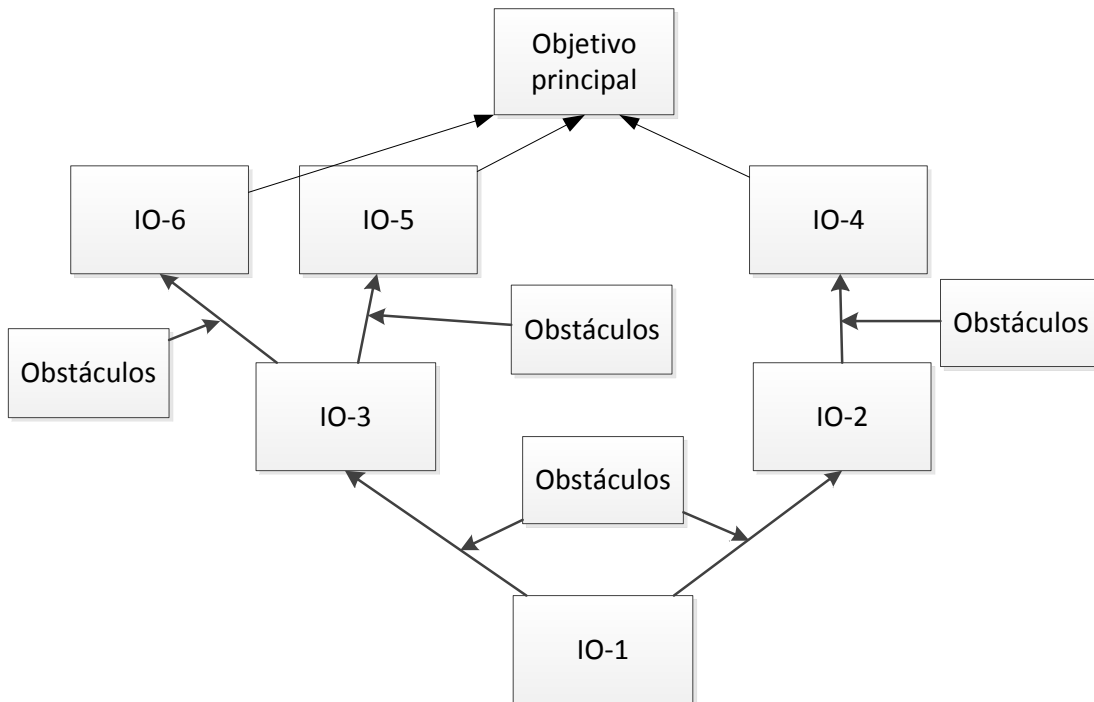 Objetivo
principal
IO-6
IO-5
IO-4
Obstáculos
Obstáculos
Obstáculos
IO-3
IO-2
Obstáculos
IO-1